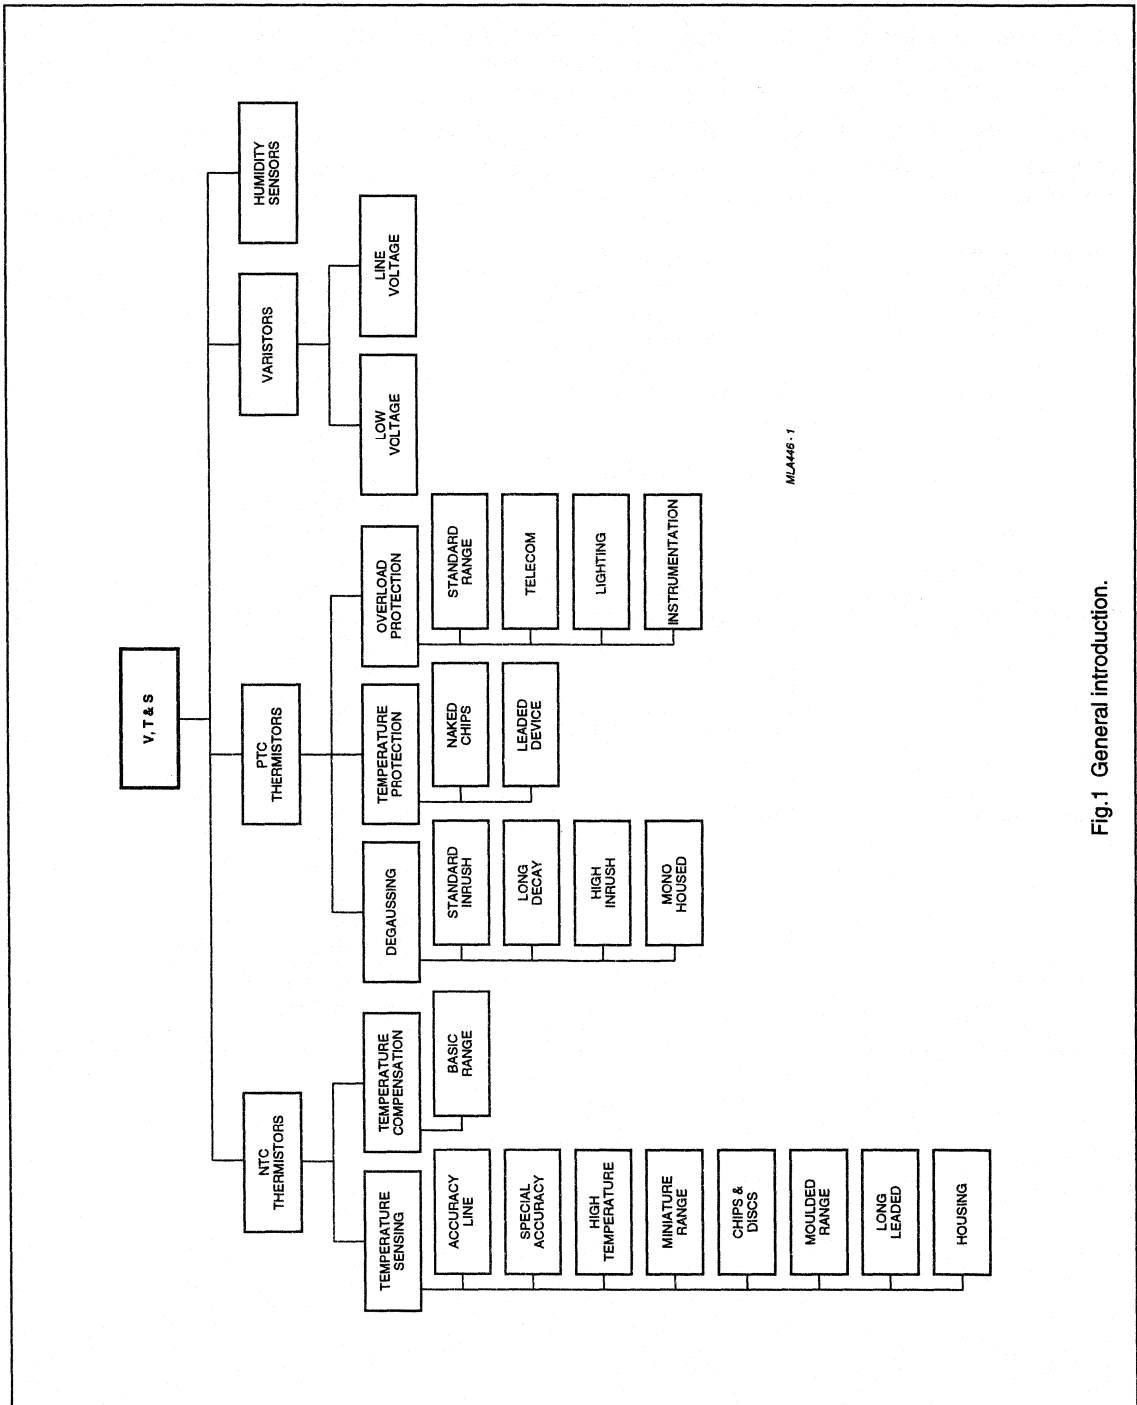 V, T & S
NTC
THERMISTORS
PTC
THERMISTORS
VARISTORS
HUMIDITY
SENSORS
TEMPERATURE
SENSING
TEMPERATURE
COMPENSATION
DEGAUSSING
TEMPERATURE
PROTECTION
OVERLOAD
PROTECTION
LOW
VOLTAGE
LINE
VOLTAGE
ACCURACY
LINE
SPECIAL
ACCURACY
HIGH
TEMPERATURE
MINIATURE
RANGE
CHIPS &
DISCS
MOULDED
RANGE
LONG
LEADED
HOUSING
BASIC
RANGE
STANDARD
INRUSH
LONG
DECAY
HIGH
INRUSH
MONO
HOUSED
NAKED
CHIPS
LEADED
DEVICE
STANDARD
RANGE
TELECOM
LIGHTING
INSTRUMENTATION
MLA446 - 1
Fig.1 General introduction.